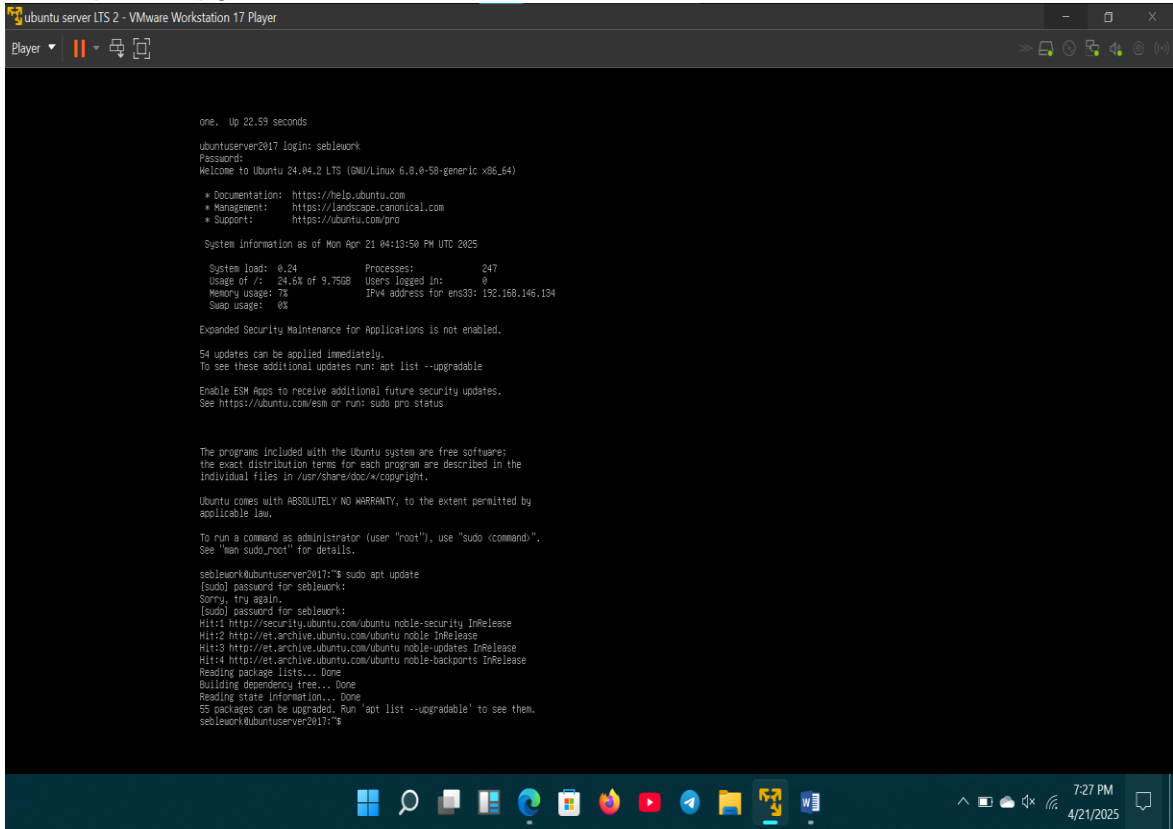 ubuntu server LTS 2 - VMware Workstation 17 Player
Player
one.  Up 22.59 seconds
ubuntuserver2017 login: seblework
Password:
Welcome to Ubuntu 24.04.2 LTS (GNU/Linux 6.8.0-58-generic x86_64)
* Documentation:  https://help.ubuntu.com
* Management:     https://landscape.canonical.com
* Support:        https://ubuntu.com/pro
System information as of Mon Apr 21 04:13:50 PM UTC 2025
System load:  0.24               Processes:              247
Usage of /:   24.6% of 9.75GB   Users logged in:        0
Memory usage: 7%                IPv4 address for ens33: 192.168.146.134
Swap usage:   0%
Expanded Security Maintenance for Applications is not enabled.
54 updates can be applied immediately.
To see these additional updates run: apt list --upgradable
Enable ESM Apps to receive additional future security updates.
See https://ubuntu.com/esm or run: sudo pro status
The programs included with the Ubuntu system are free software;
the exact distribution terms for each program are described in the
individual files in /usr/share/doc/*/copyright.
Ubuntu comes with ABSOLUTELY NO WARRANTY, to the extent permitted by
applicable law.
To run a command as administrator (user "root"), use "sudo <command>".
See "man sudo_root" for details.
seblework@ubuntuserver2017:~$ sudo apt update
[sudo] password for seblework:
Sorry, try again.
[sudo] password for seblework:
Hit:1 http://security.ubuntu.com/ubuntu noble-security InRelease
Hit:2 http://et.archive.ubuntu.com/ubuntu noble InRelease
Hit:3 http://et.archive.ubuntu.com/ubuntu noble-updates InRelease
Hit:4 http://et.archive.ubuntu.com/ubuntu noble-backports InRelease
Reading package lists... Done
Building dependency tree... Done
Reading state information... Done
55 packages can be upgraded. Run 'apt list --upgradable' to see them.
seblework@ubuntuserver2017:~$
7:27 PM
4/21/2025